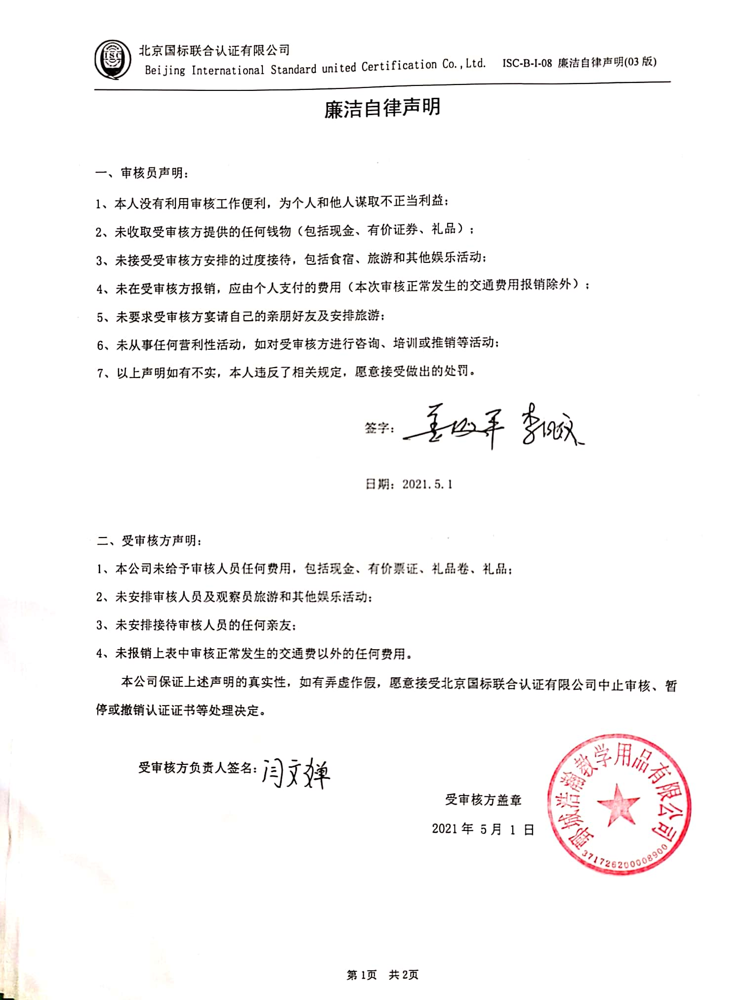 ISC
北京国标联合认证有限公司
Beijing International Standard united Certification Co.,Ltd. ISC-B-I-08 廉洁自律声明(03 版)
廉洁自律声明
一、审核员声明：
1、本人没有利用审核工作便利，为个人和他人谋取不正当利益；
2、未收取受审核方提供的任何钱物（包括现金、有价证券、礼品）；
3、未接受受审核方安排的过度接待，包括食宿、旅游和其他娱乐活动；
4、未在受审核方报销，应由个人支付的费用（本次审核正常发生的交通费用报销除外）；
5、未要求受审核方宴请自己的亲朋好友及安排旅游；
6、未从事任何营利性活动，如对受审核方进行咨询、培训或推销等活动；
7、以上声明如有不实，本人违反了相关规定，愿意接受做出的处罚。
签字：
日期：2021.5.1
二、受审核方声明：
1、本公司未给予审核人员任何费用，包括现金、有价票证、礼品卷、礼品；
2、未安排审核人员及观察员旅游和其他娱乐活动；
3、未安排接待审核人员的任何亲友；
4、未报销上表中审核正常发生的交通费以外的任何费用。
本公司保证上述声明的真实性，如有弄虚作假，愿意接受北京国标联合认证有限公司中止审核、暂
停或撤销认证证书等处理决定。
受审核方负责人签名：闫文婵
受审核方盖章
2021 年 5 月 1 日
鄄城浩瀚教学用品有限公司
371726200008900
第 1页 共 2页